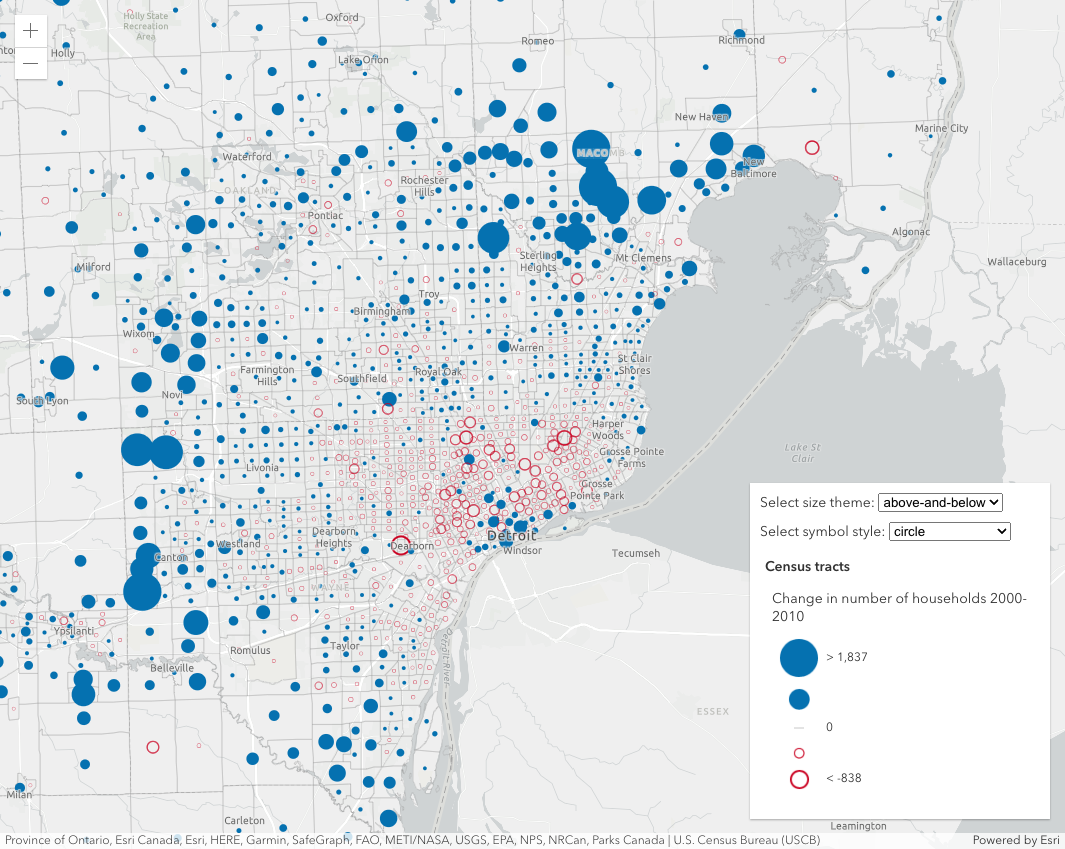 Holly State
Recreation
Area
Oxford
Romeo
Richmond
Holly
Lake Orion
New Haven
Marine City
Waterford
MACOMB
OAKLAND
Rochester
Hills
New
Baltimore
Pontiac
Algonac
Sterling
Heights
Mt Clemens
Wallaceburg
Milford
Troy
Birmingham
Wixom
Warren
St Clair
Shores
Farmington
Hills
Southfield
Royal Oak
South Lyon
Novi
Harper
Woods
Grosse Pointe
Farms
Lake St
Clair
Livonia
Grosse
Pointe Park
Dearborn
Heights
Westland
Dearborn
Detroit
Windsor
Tecumseh
Canton
WAYNE
Ypsilanti
Romulus
Taylor
Belleville
Detroit River
ESSEX
Milan
Carleton
Leamington
Select size theme: above-and-below
Select symbol style: circle
Census tracts
Change in number of households 2000-
2010
> 1,837
0
< -838
Province of Ontario, Esri Canada, Esri, HERE, Garmin, SafeGraph, FAO, METI/NASA, USGS, EPA, NPS, NRCan, Parks Canada | U.S. Census Bureau (USCB)
Powered by Esri